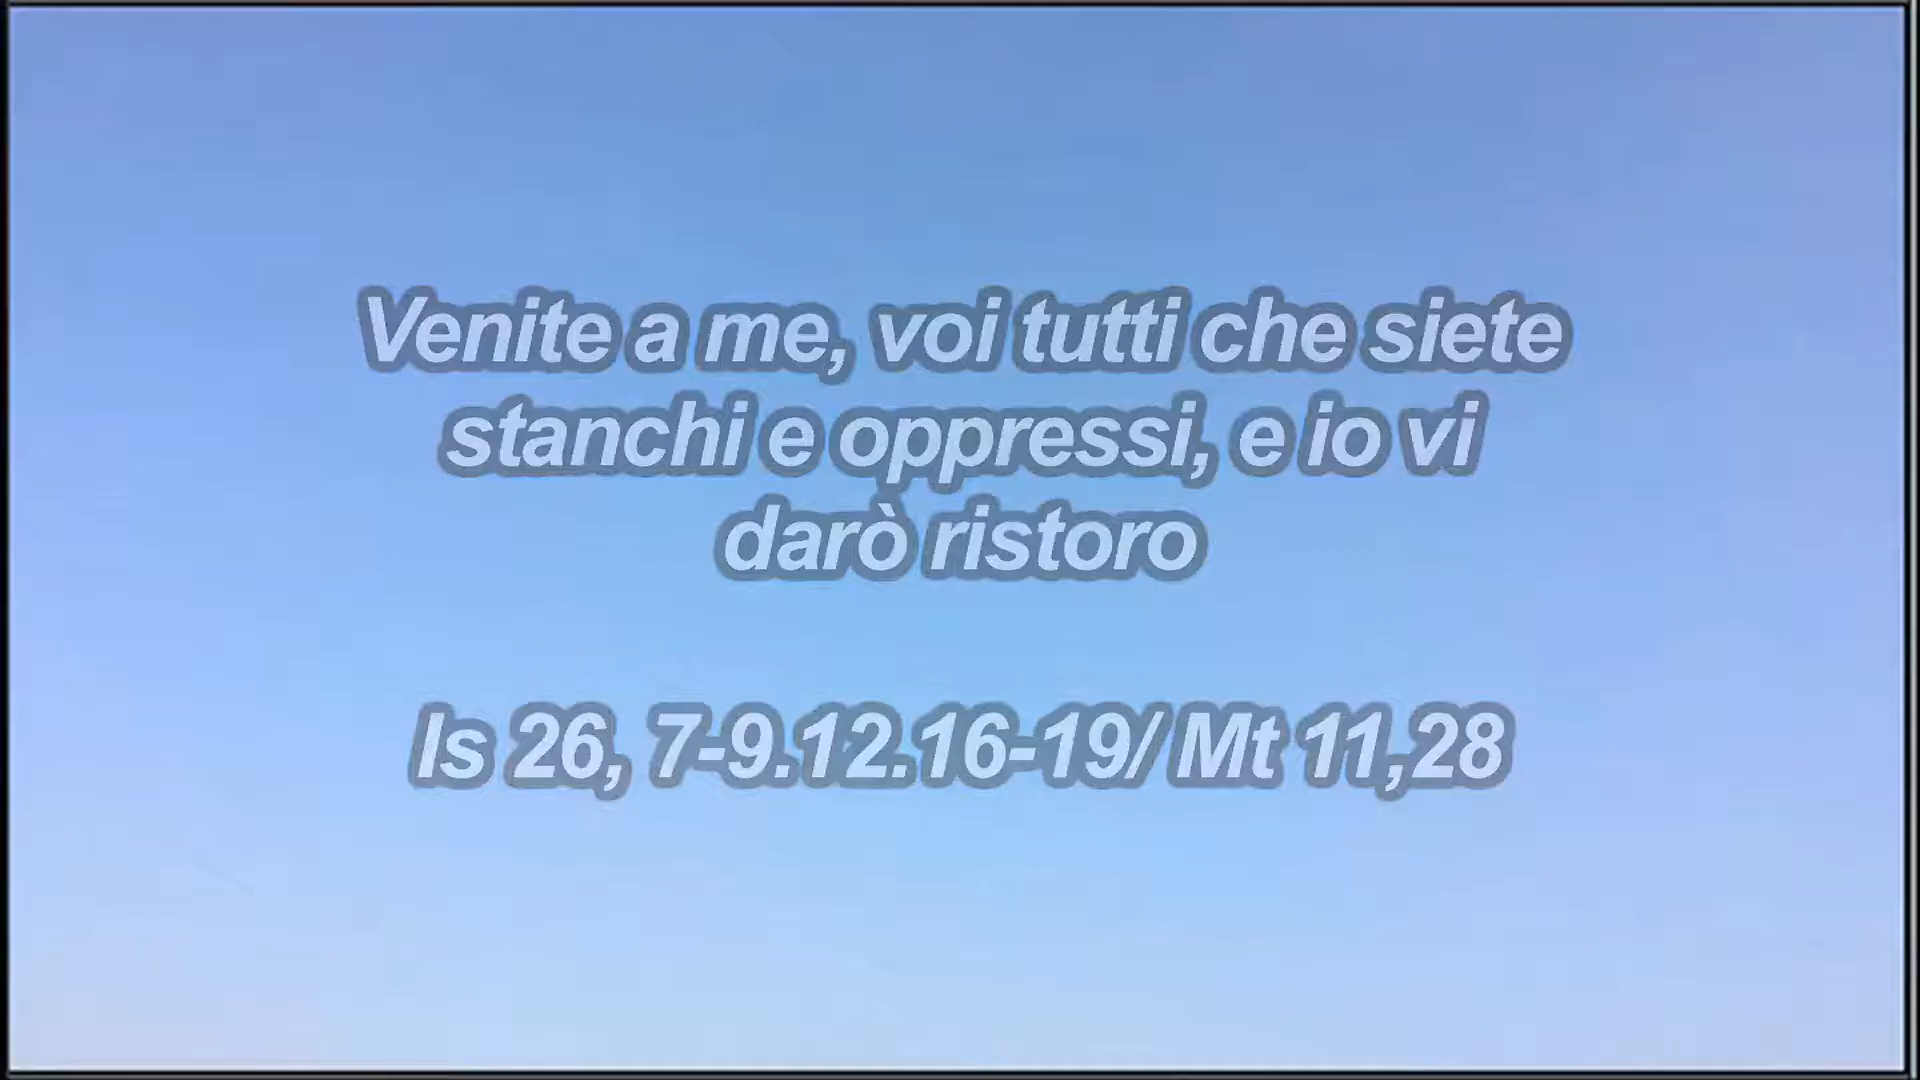 Venite a me, voi tutti che siete
stanchi e oppressi, e io vi
darò ristoro
Is 26, 7-9.12.16-19/ Mt 11,28